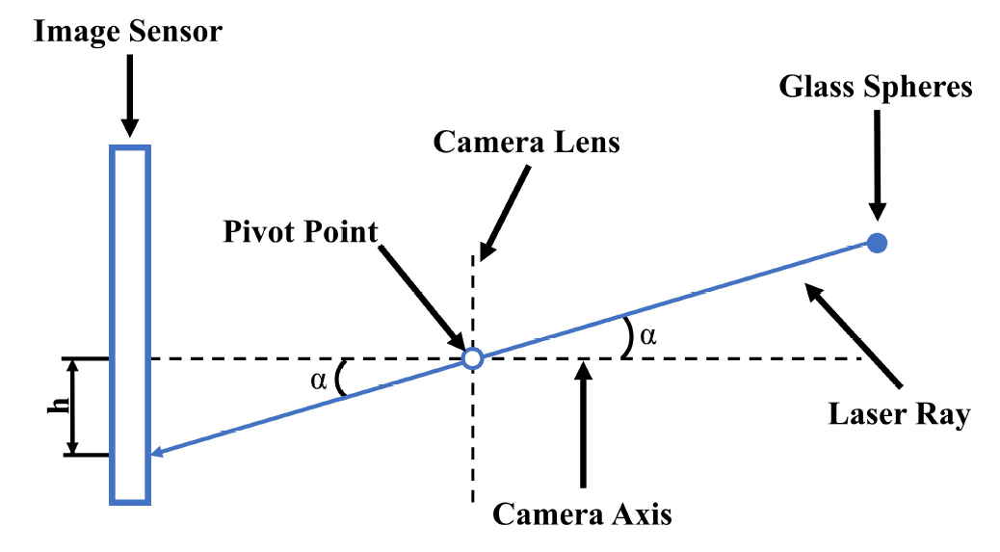 Image Sensor
Glass Spheres
Camera Lens
Pivot Point
α
α
h
Laser Ray
Camera Axis